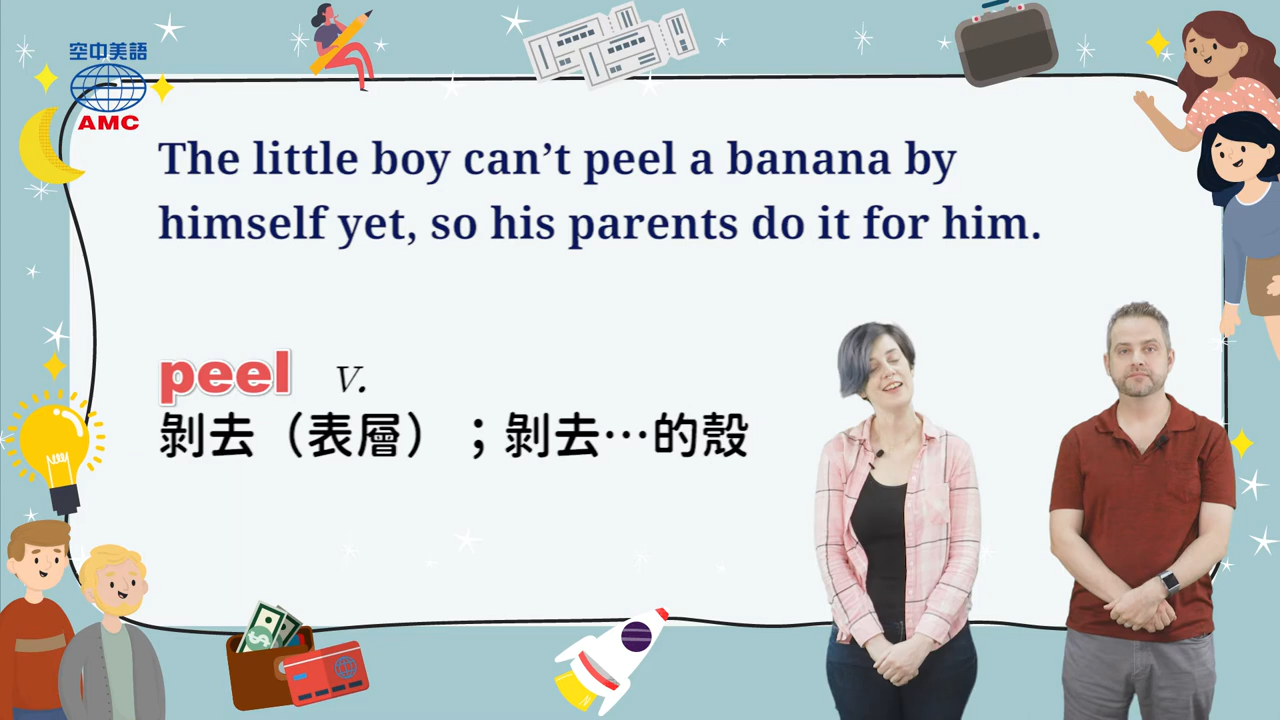 空中美語
AMC
The little boy can’t peel a banana by
himself yet, so his parents do it for him.
peel v.
剝去（表層）；剝去…的殼